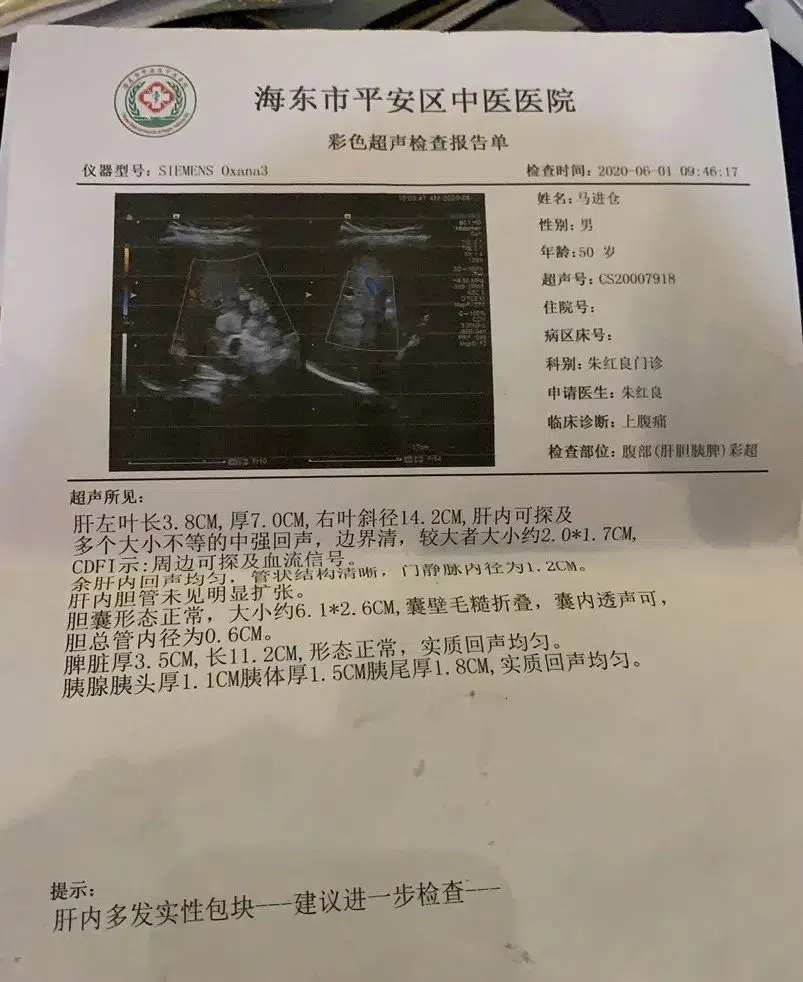 海东市平安区中医医院
彩色超声检查报告单
仪器型号: SIEMENS Oxana3
检查时间: 2020-06-01 09:46:17
姓名: 马进仓
性别: 男
年龄: 50 岁
超声号: CS20007918
住院号:
病区床号:
科别: 朱红良门诊
申请医生: 朱红良
临床诊断: 上腹痛
检查部位: 腹部(肝胆胰脾)彩超
超声所见:
肝左叶长3.8CM,厚7.0CM,右叶斜径14.2CM,肝内可探及
多个大小不等的中强回声, 边界清, 较大者大小约2.0*1.7CM,
CDFI示:周边可探及血流信号。
余肝内回声均匀, 管状结构清晰, 门静脉内径为1.2CM。
肝内胆管未见明显扩张。
胆囊形态正常, 大小约6.1*2.6CM,囊壁毛糙折叠, 囊内透声可,
胆总管内径为0.6CM。
脾脏厚3.5CM,长11.2CM,形态正常, 实质回声均匀。
胰腺胰头厚1.1CM胰体厚1.5CM胰尾厚1.8CM,实质回声均匀。
提示:
肝内多发实性包块---建议进一步检查---